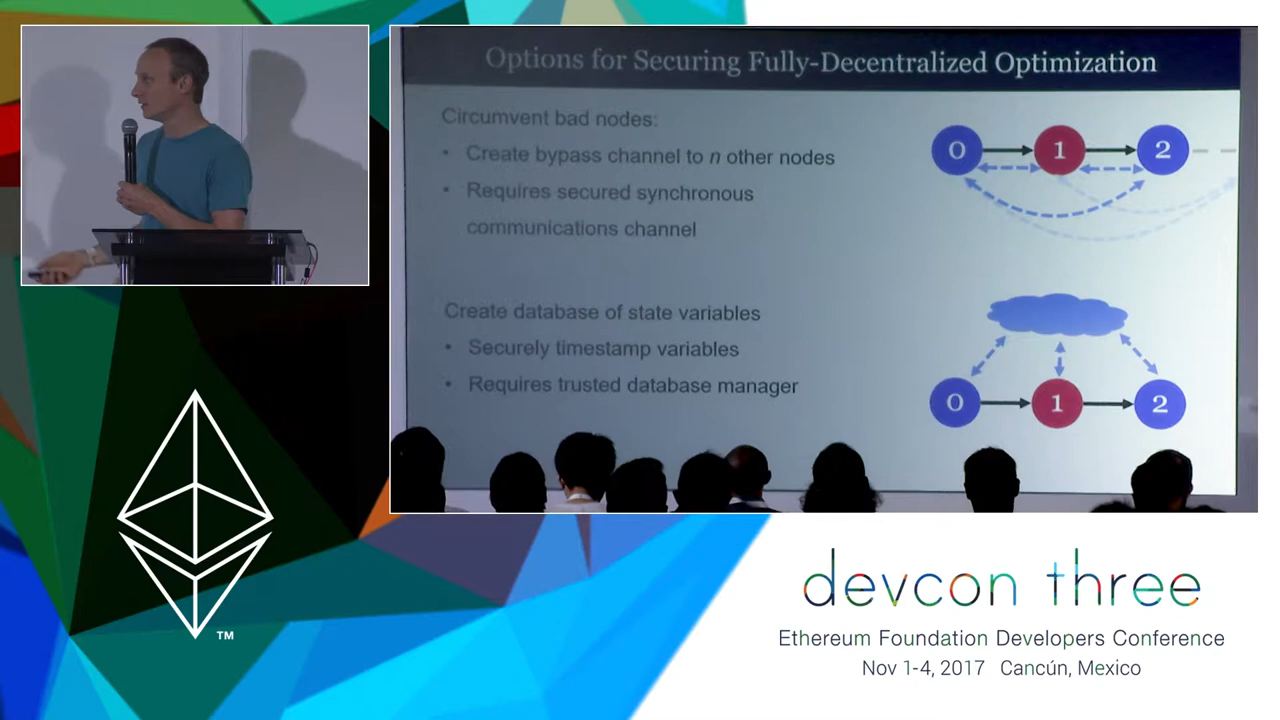 Options for Securing Fully-Decentralized Optimization
Circumvent bad nodes:
• Create bypass channel to n other nodes
• Requires secured synchronous
communications channel
0 1 2
Create database of state variables
• Securely timestamp variables
• Requires trusted database manager
0 1 2
TM
devcon three
Ethereum Foundation Developers Conference
Nov 1-4, 2017 Cancún, Mexico